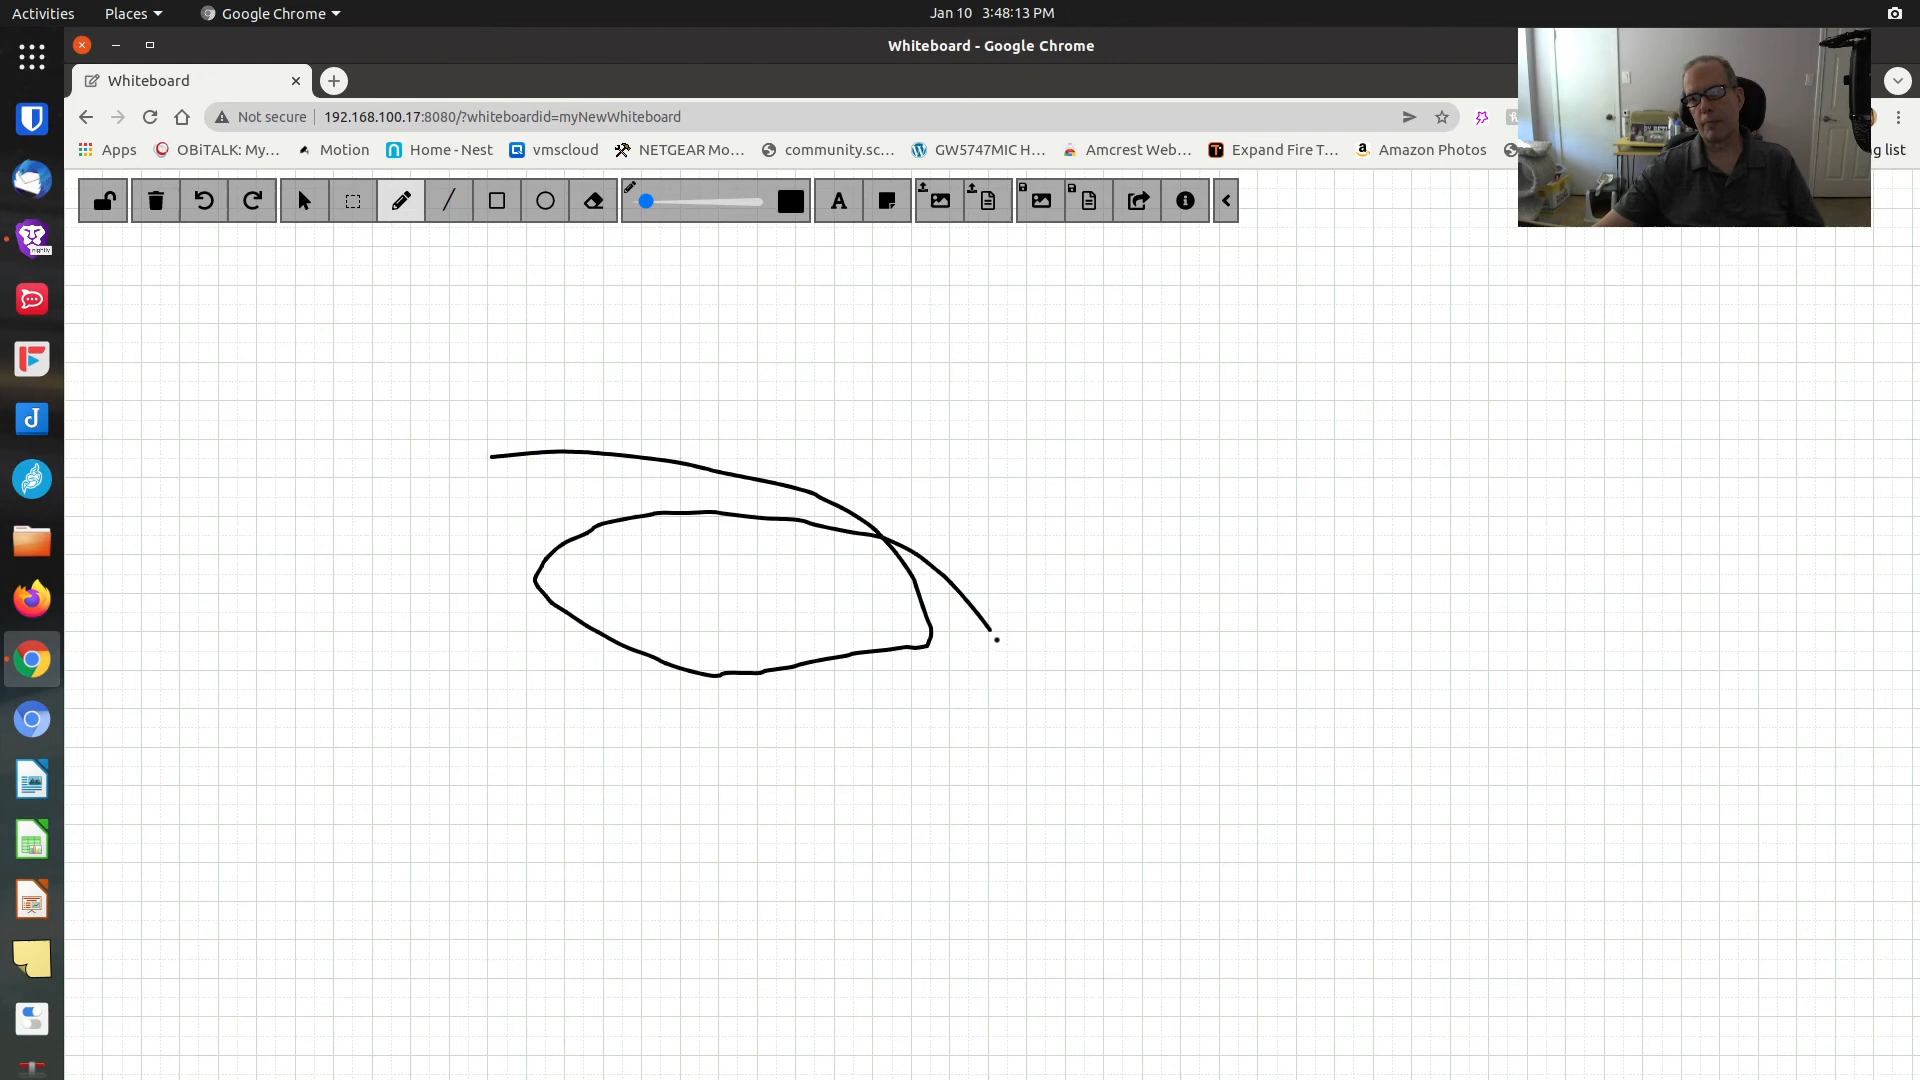 Activities Places Google Chrome Jan 10 3:48:13 PM
Whiteboard - Google Chrome
Whiteboard
Not secure 192.168.100.17:8080/?whiteboardid=myNewWhiteboard
Apps OBiTALK: My... Motion Home - Nest vmscloud NETGEAR Mo... community.sc... GW5747MIC H... Amcrest Web... Expand Fire T... Amazon Photos g list
A
nightly